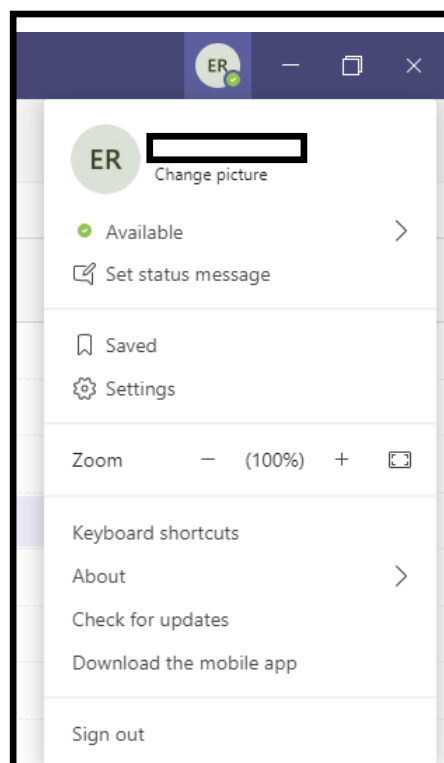 ER
ER
Change picture
Available
Set status message
Saved
Settings
Zoom — (100%) +
Keyboard shortcuts
About
Check for updates
Download the mobile app
Sign out